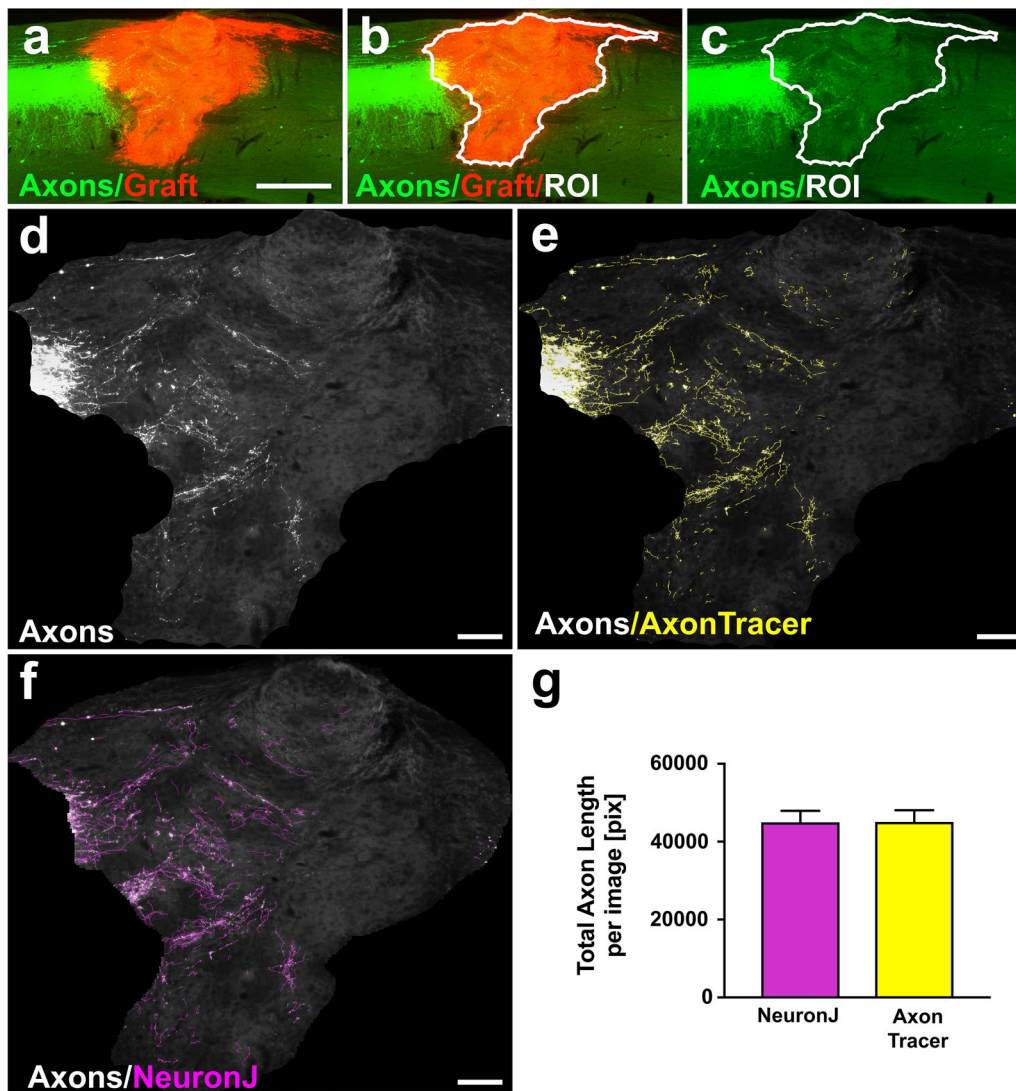 a
Axons/Graft
b
Axons/Graft/ROI
c
Axons/ROI
d
Axons
e
Axons/AxonTracer
f
Axons/NeuronJ
g
Total Axon Length
per image [pix]
60000
40000
20000
0
NeuronJ
Axon
Tracer